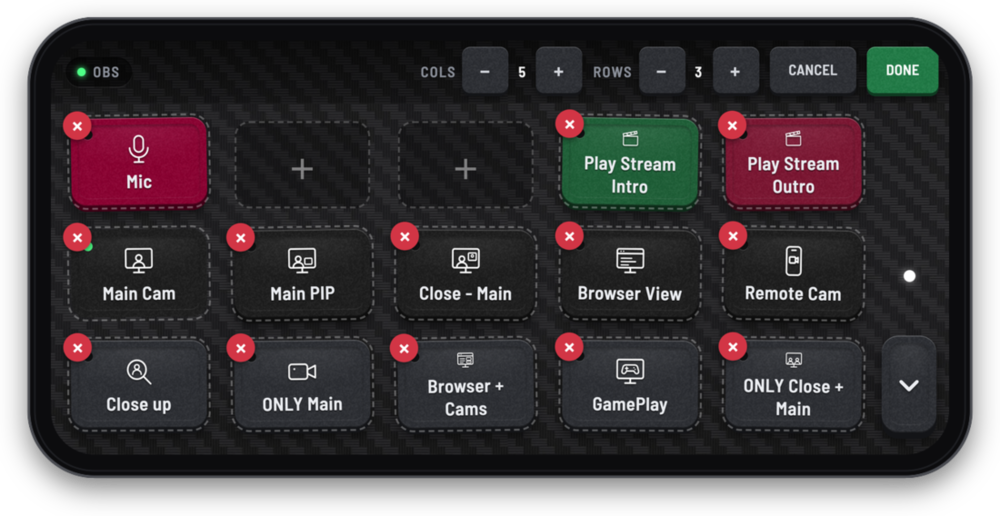 OBS
COLS - 5 + ROWS - 3 + CANCEL DONE
Mic
+
+
Play Stream
Intro
Play Stream
Outro
Main Cam
Main PIP
Close - Main
Browser View
Remote Cam
Close up
ONLY Main
Browser +
Cams
GamePlay
ONLY Close +
Main